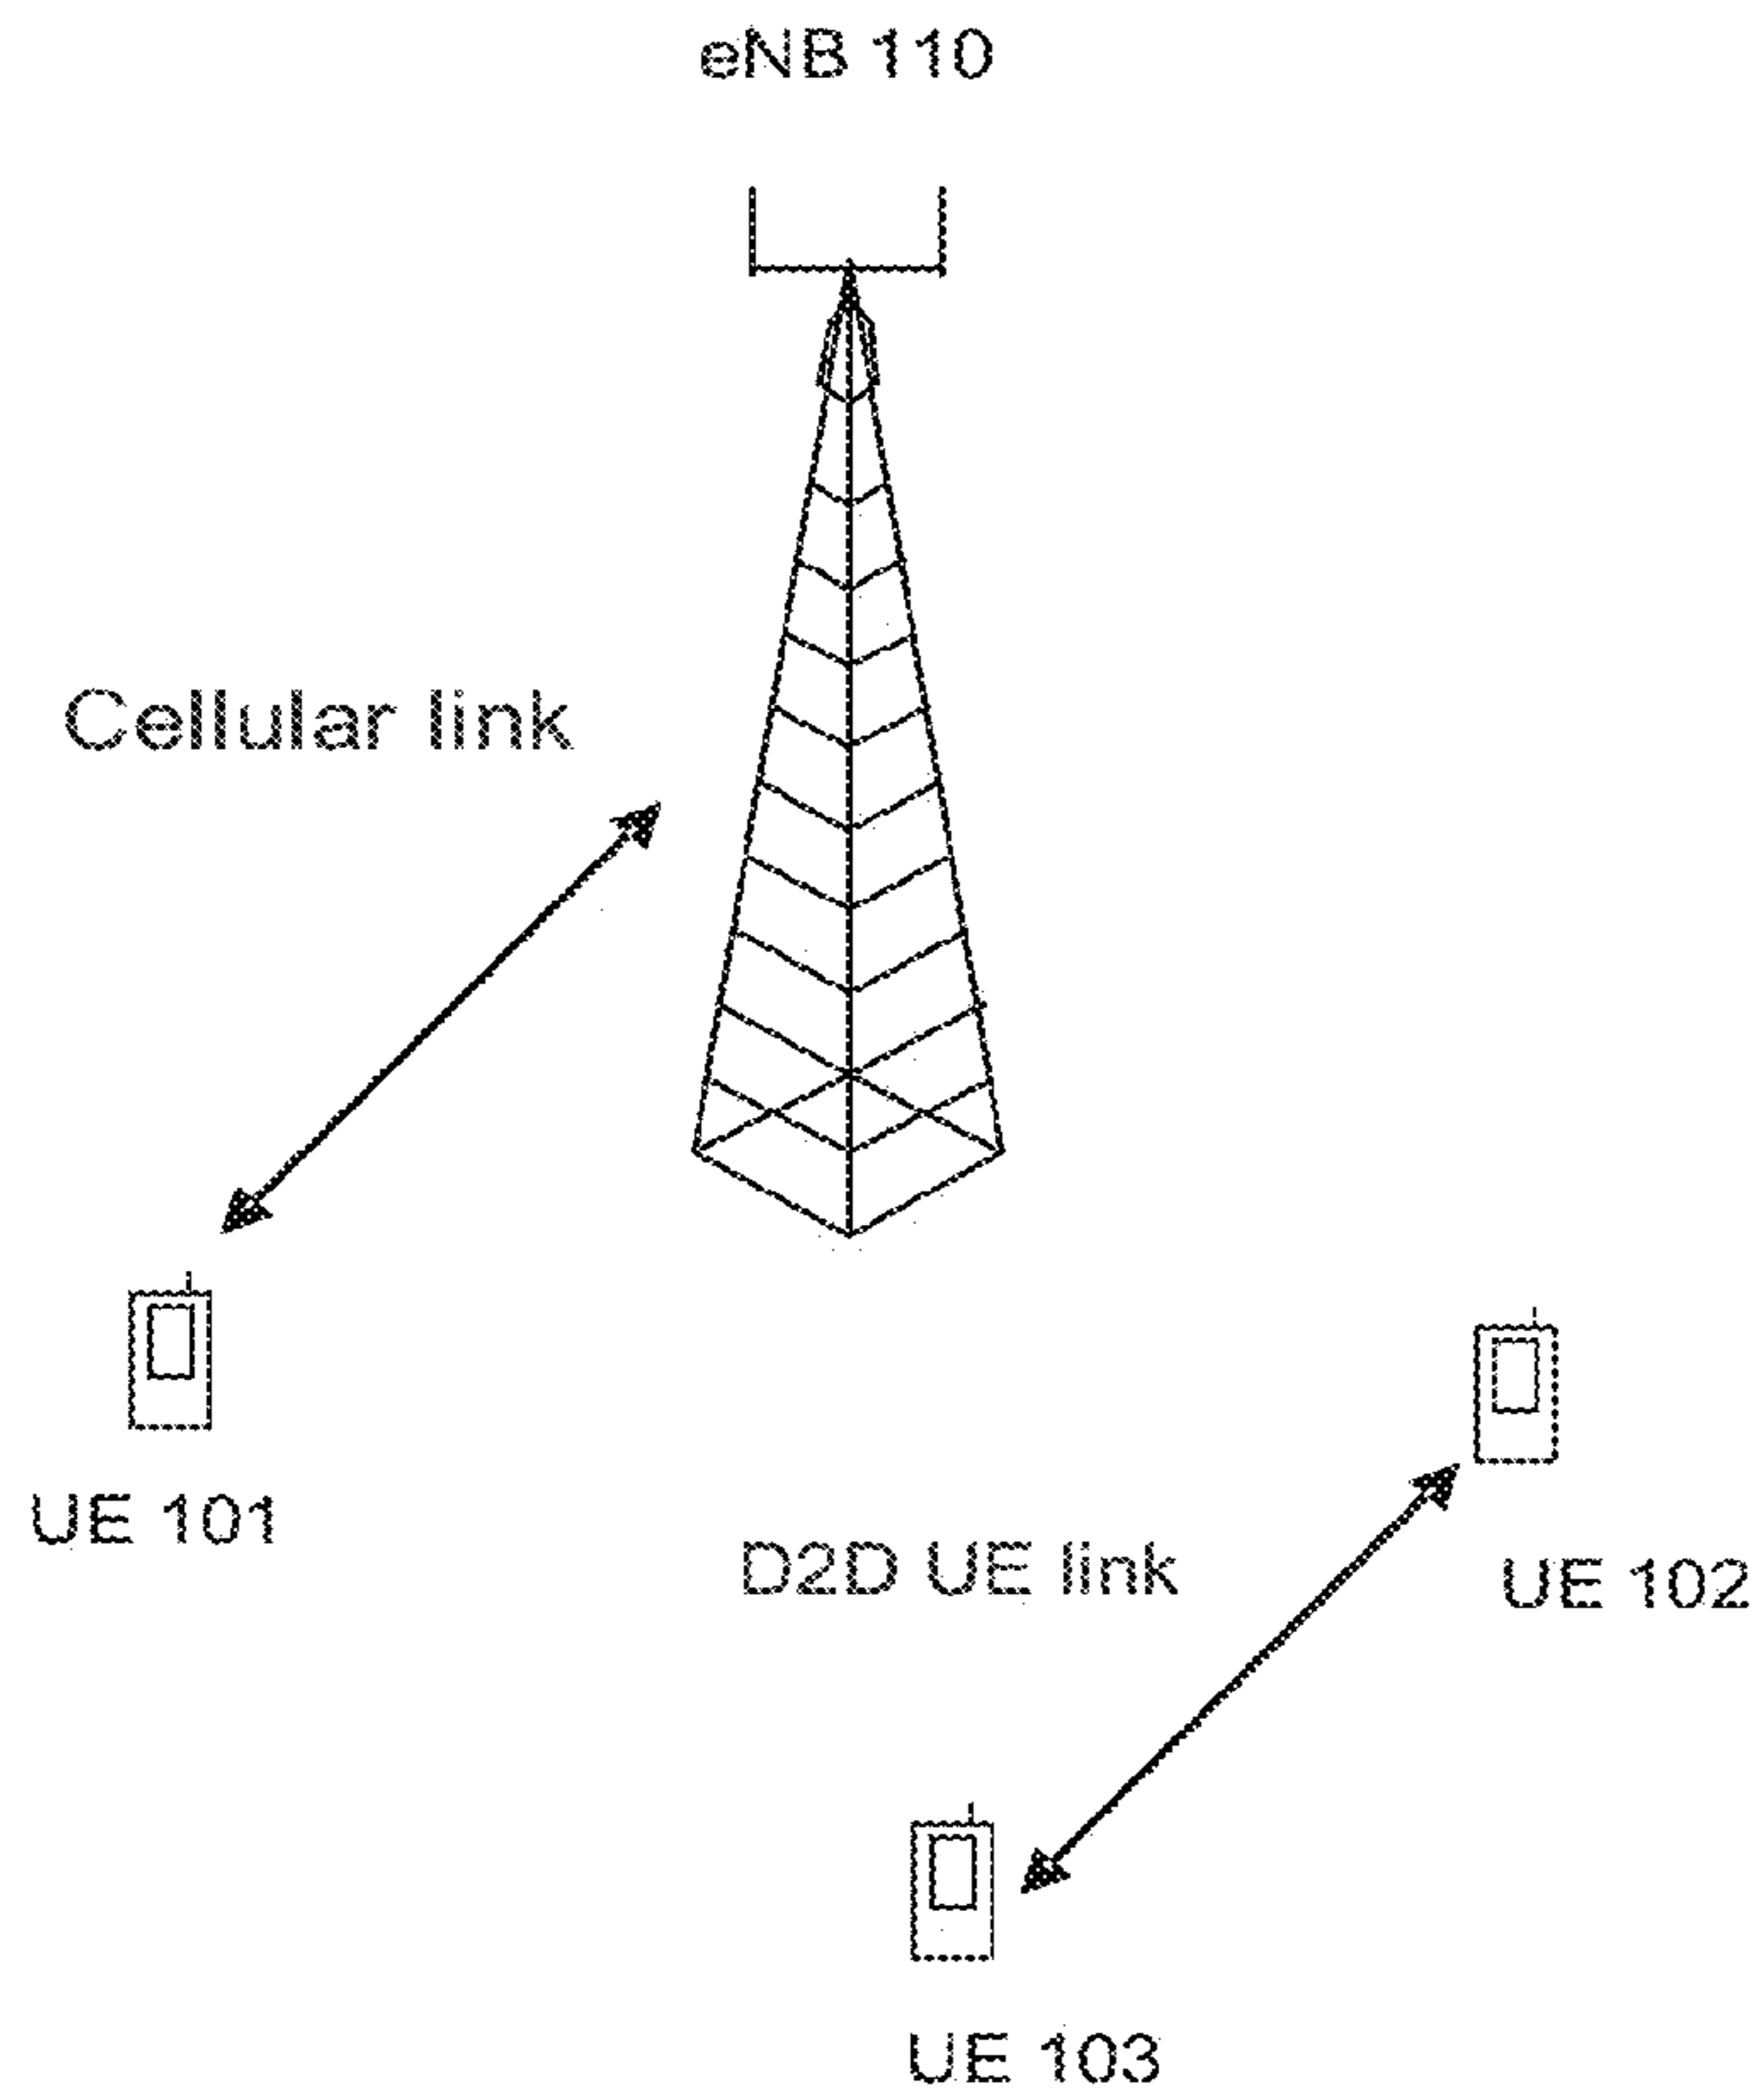 eNB 110
Cellular link
UE 101
D2D UE link
UE 102
UE 103